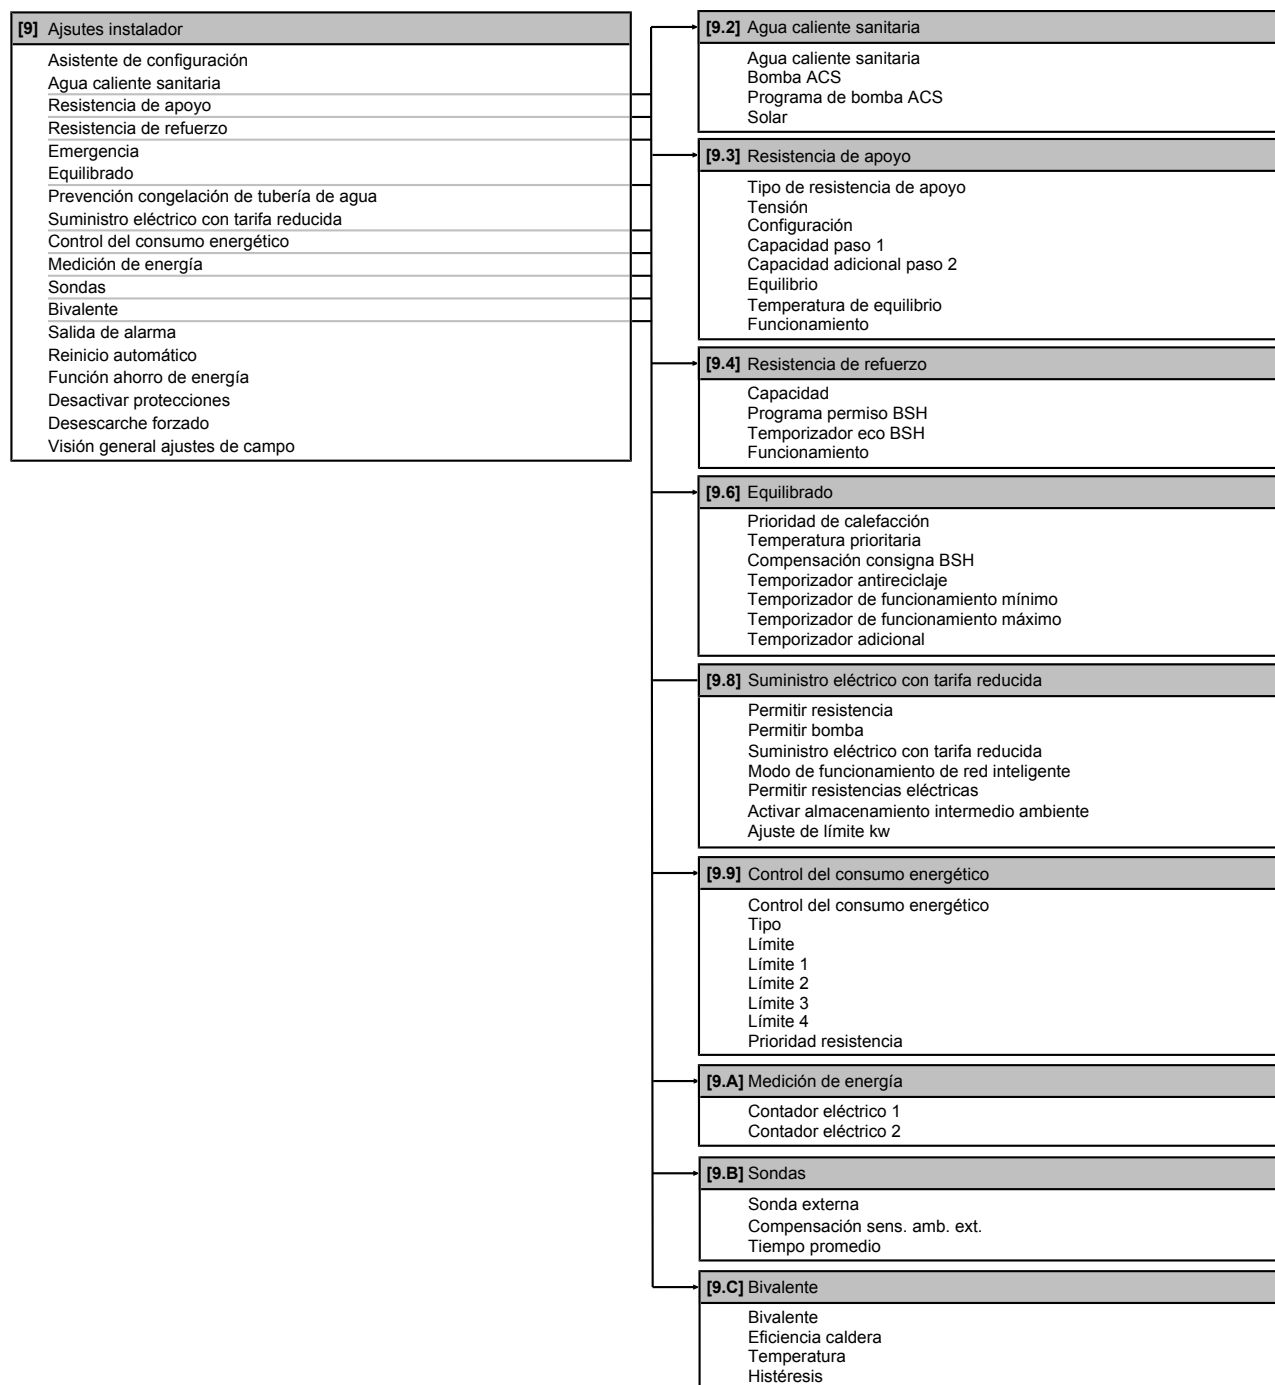 [9] Ajsutes instalador
Asistente de configuración
Agua caliente sanitaria
Resistencia de apoyo
Resistencia de refuerzo
Emergencia
Equilibrado
Prevención congelación de tubería de agua
Suministro eléctrico con tarifa reducida
Control del consumo energético
Medición de energía
Sondas
Bivalente
Salida de alarma
Reinicio automático
Función ahorro de energía
Desactivar protecciones
Desescarche forzado
Visión general ajustes de campo
[9.2] Agua caliente sanitaria
Agua caliente sanitaria
Bomba ACS
Programa de bomba ACS
Solar
[9.3] Resistencia de apoyo
Tipo de resistencia de apoyo
Tensión
Configuración
Capacidad paso 1
Capacidad adicional paso 2
Equilibrio
Temperatura de equilibrio
Funcionamiento
[9.4] Resistencia de refuerzo
Capacidad
Programa permiso BSH
Temporizador eco BSH
Funcionamiento
[9.6] Equilibrado
Prioridad de calefacción
Temperatura prioritaria
Compensación consigna BSH
Temporizador antireciclaje
Temporizador de funcionamiento mínimo
Temporizador de funcionamiento máximo
Temporizador adicional
[9.8] Suministro eléctrico con tarifa reducida
Permitir resistencia
Permitir bomba
Suministro eléctrico con tarifa reducida
Modo de funcionamiento de red inteligente
Permitir resistencias eléctricas
Activar almacenamiento intermedio ambiente
Ajuste de límite kw
[9.9] Control del consumo energético
Control del consumo energético
Tipo
Límite
Límite 1
Límite 2
Límite 3
Límite 4
Prioridad resistencia
[9.A] Medición de energía
Contador eléctrico 1
Contador eléctrico 2
[9.B] Sondas
Sonda externa
Compensación sens. amb. ext.
Tiempo promedio
[9.C] Bivalente
Bivalente
Eficiencia caldera
Temperatura
Histéresis